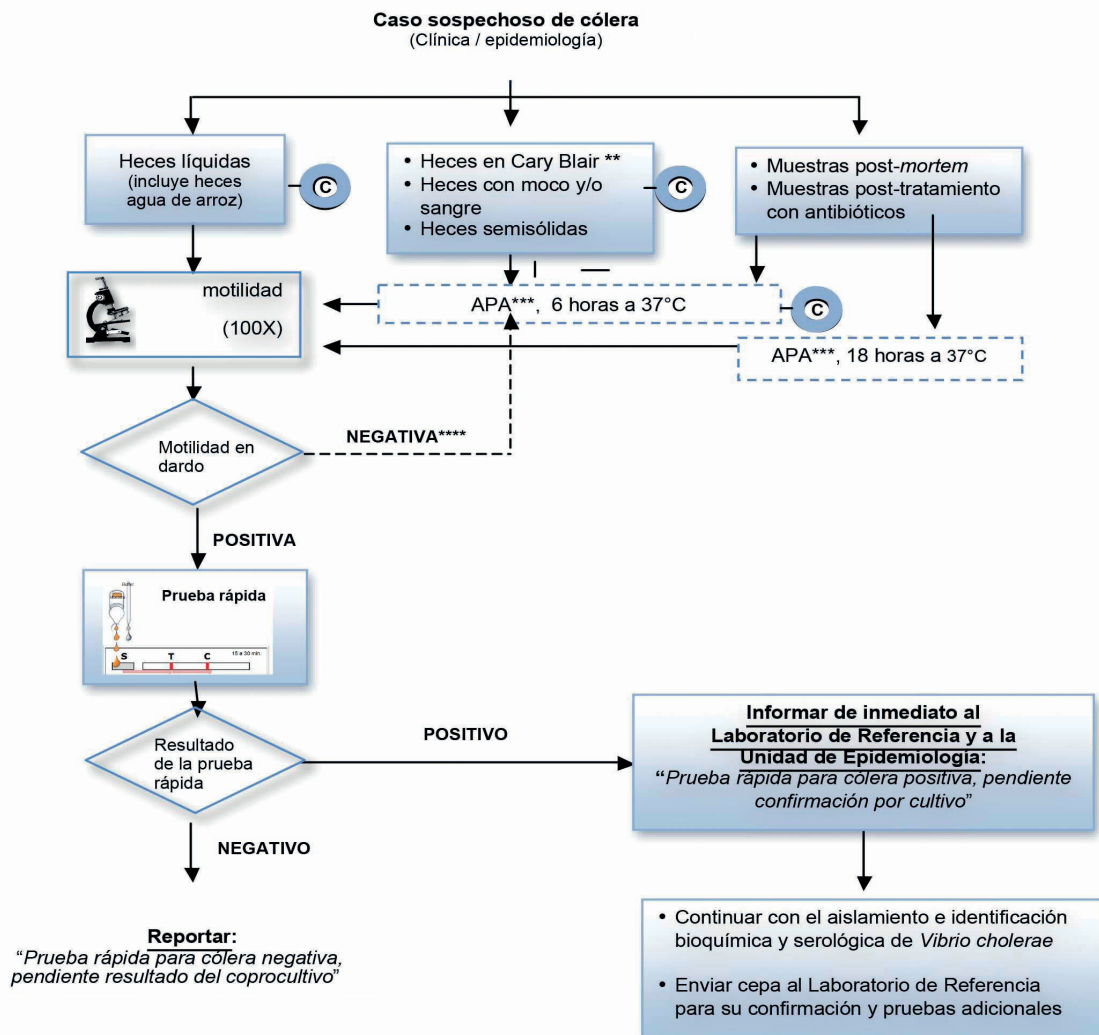 Caso sospechoso de cólera
(Clínica / epidemiología)
Heces líquidas
(incluye heces
agua de arroz)
C
• Heces en Cary Blair **
• Heces con moco y/o
sangre
• Heces semisólidas
C
• Muestras post-mortem
• Muestras post-tratamiento
con antibióticos
motilidad
(100X)
APA***, 6 horas a 37°C
C
APA***, 18 horas a 37°C
Motilidad en
dardo
NEGATIVA****
POSITIVA
Prueba rápida
S T C 15 a 30 min.
Resultado
de la prueba
rápida
POSITIVO
NEGATIVO
Informar de inmediato al
Laboratorio de Referencia y a la
Unidad de Epidemiología:
“Prueba rápida para cólera positiva, pendiente
confirmación por cultivo”
Reportar:
“Prueba rápida para cólera negativa,
pendiente resultado del coprocultivo”
• Continuar con el aislamiento e identificación
bioquímica y serológica de Vibrio cholerae
• Enviar cepa al Laboratorio de Referencia
para su confirmación y pruebas adicionales